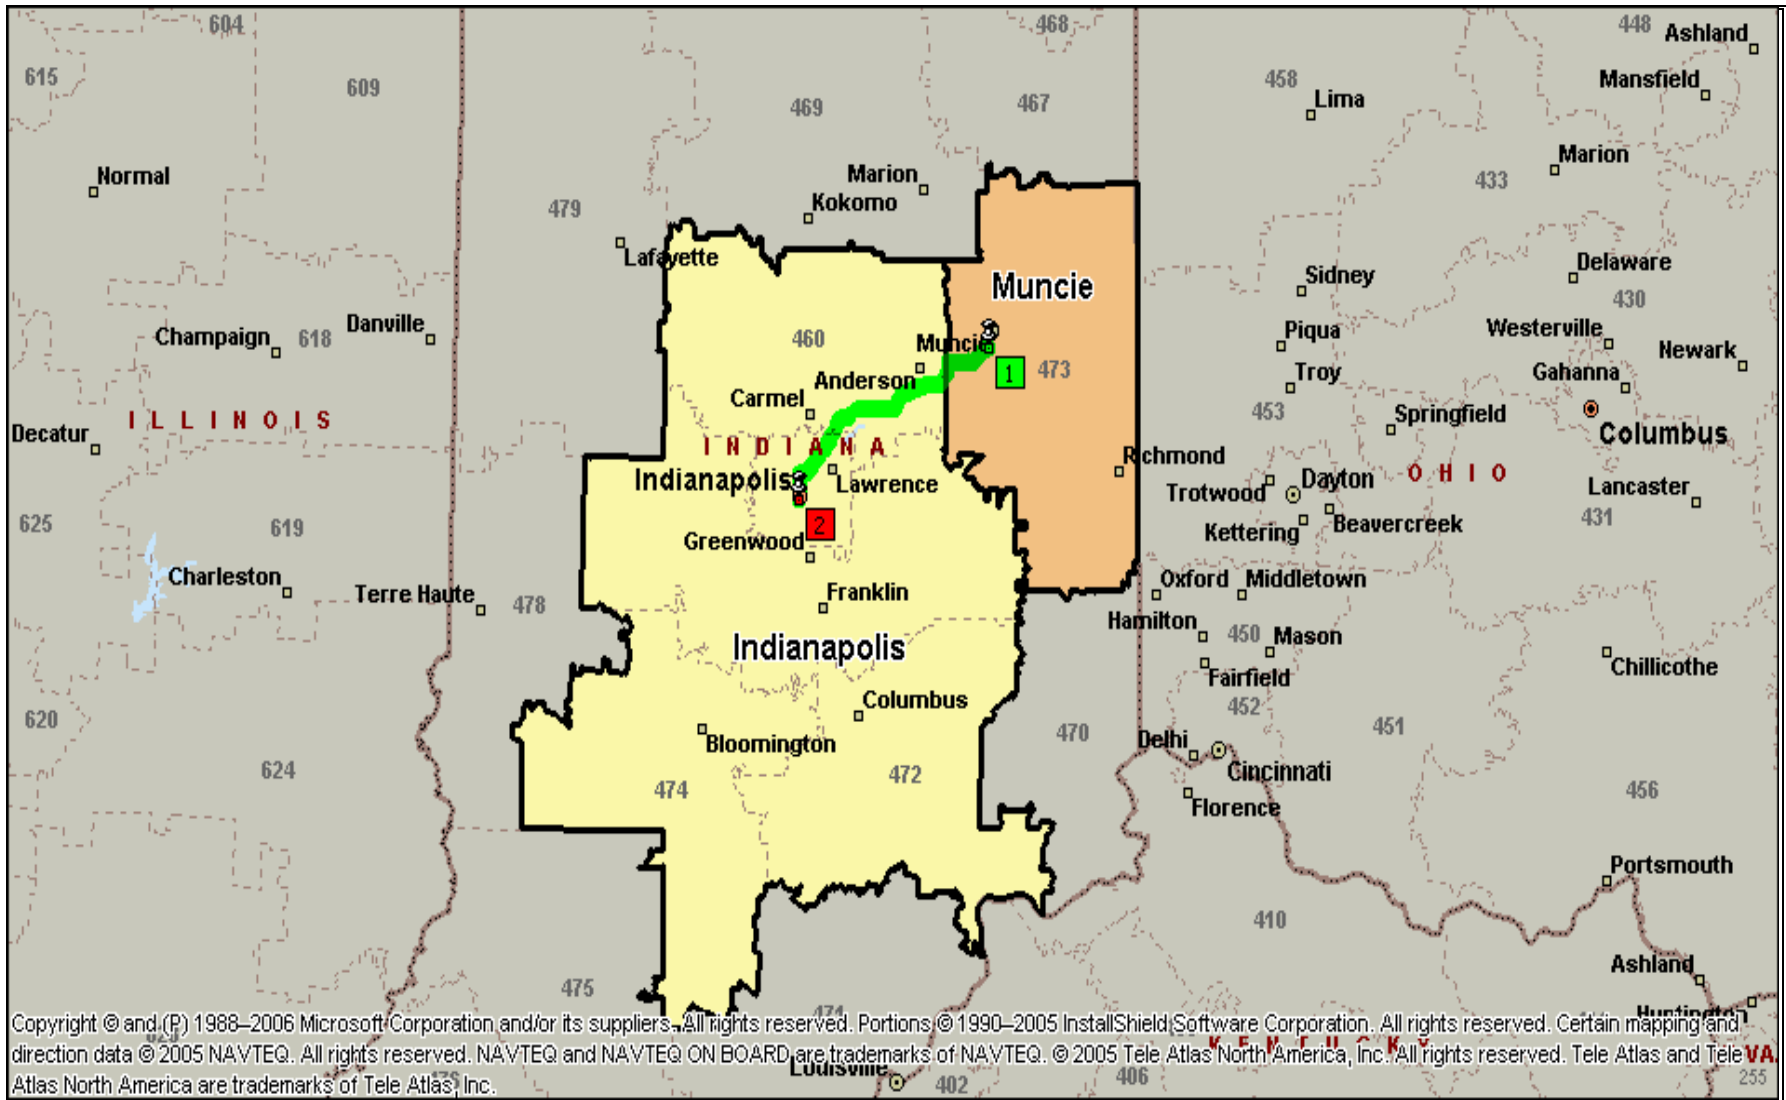 604
468
448
Ashland
615
609
458
Mansfield
469
467
Lima
Marion
Normal
Marion
433
479
Kokomo
Lafayette
Delaware
Sidney
Muncie
430
Danville
Piqua
Westerville
Champaign
618
460
Muncie
Newark
473
1
Troy
Gahanna
Anderson
Carmel
453
Springfield
ILLINOIS
Decatur
Columbus
INDIANA
Richmond
OHIO
Indianapolis
Lawrence
Trotwood
Dayton
Lancaster
625
619
2
Kettering
Beavercreek
431
Greenwood
Charleston
Terre Haute
478
Franklin
Oxford
Middletown
Hamilton
450
Mason
Indianapolis
Chillicothe
Fairfield
Columbus
452
620
451
470
Delhi
Bloomington
624
472
Cincinnati
474
456
Florence
Portsmouth
410
Ashland
475
Huntington
471
Copyright © and (P) 1988–2006 Microsoft Corporation and/or its suppliers. All rights reserved. Portions © 1990–2005 InstallShield Software Corporation. All rights reserved. Certain mapping and
direction data © 2005 NAVTEQ. All rights reserved. NAVTEQ and NAVTEQ ON BOARD are trademarks of NAVTEQ. © 2005 Tele Atlas North America, Inc. All rights reserved. Tele Atlas and Tele
Atlas North America are trademarks of Tele Atlas, Inc.
KENTUCKY
VA.
Louisville
402
406
255